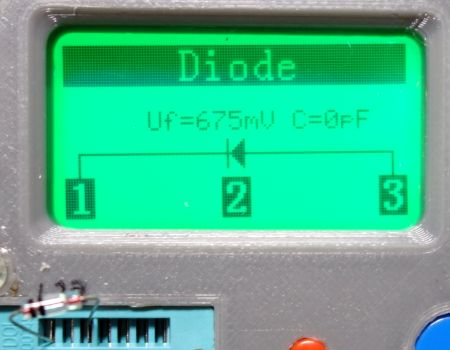 Diode
Uf=675mV C=0pF
1 2 3